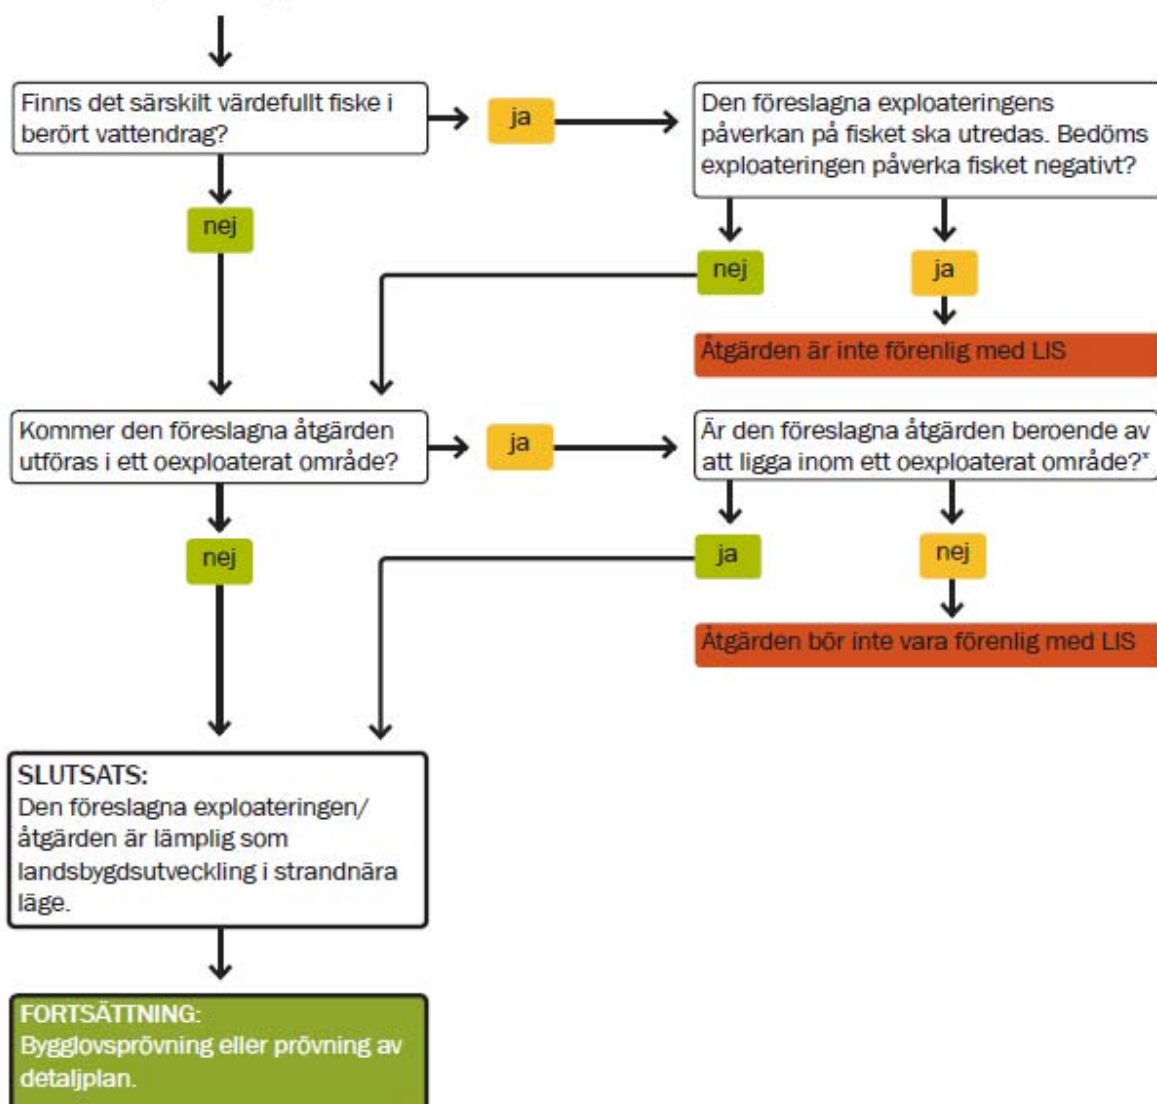 Finns det särskilt värdefullt fiske i
berört vattendrag?
ja
Den föreslagna exploateringens
påverkan på fisket ska utredas. Bedöms
exploateringen påverka fisket negativt?
nej
nej
ja
Åtgärden är inte förenlig med LIS
Kommer den föreslagna åtgärden
utföras i ett oexploaterat område?
ja
Är den föreslagna åtgärden beroende av
att ligga inom ett oexploaterat område?*
nej
ja
nej
Åtgärden bör inte vara förenlig med LIS
SLUTSATS:
Den föreslagna exploateringen/
åtgärden är lämplig som
landsbygdsutveckling i strandnära
läge.
FORTSÄTTNING:
Bygglovsprövning eller prövning av
detaljplan.